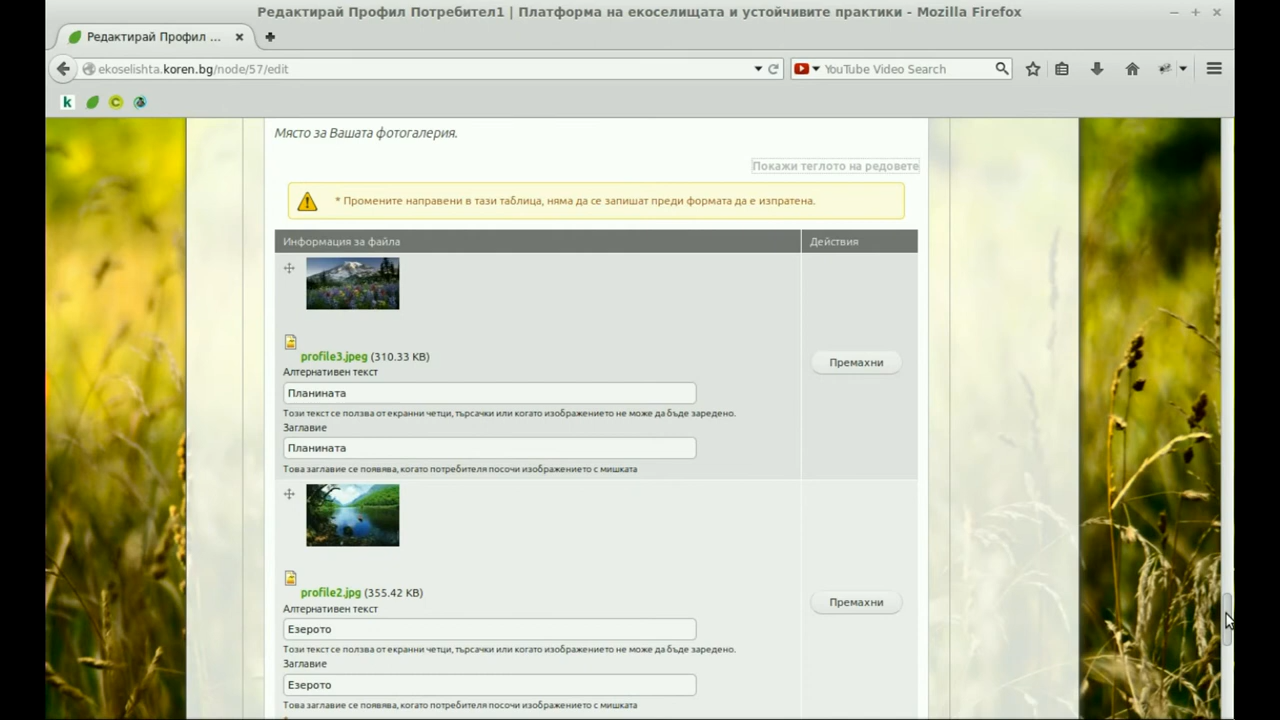 Редактирай Профил Потребител1 | Платформа на екоселищата и устойчивите практики - Mozilla Firefox
Редактирай Профил ...
ekoselishta.koren.bg/node/57/edit
YouTube Video Search
k
Място за Вашата фотогалерия.
Покажи теглото на редовете
* Промените направени в тази таблица, няма да се запишат преди формата да е изпратена.
Информация за файла
Действия
profile3.jpeg (310.33 KB)
Премахни
Алтернативен текст
Планината
Този текст се ползва от екранни четци, търсачки или когато изображението не може да бъде заредено.
Заглавие
Планината
Това заглавие се появява, когато потребителя посочи изображението с мишката
profile2.jpg (355.42 KB)
Премахни
Алтернативен текст
Езерото
Този текст се ползва от екранни четци, търсачки или когато изображението не може да бъде заредено.
Заглавие
Езерото
Това заглавие се появява, когато потребителя посочи изображението с мишката